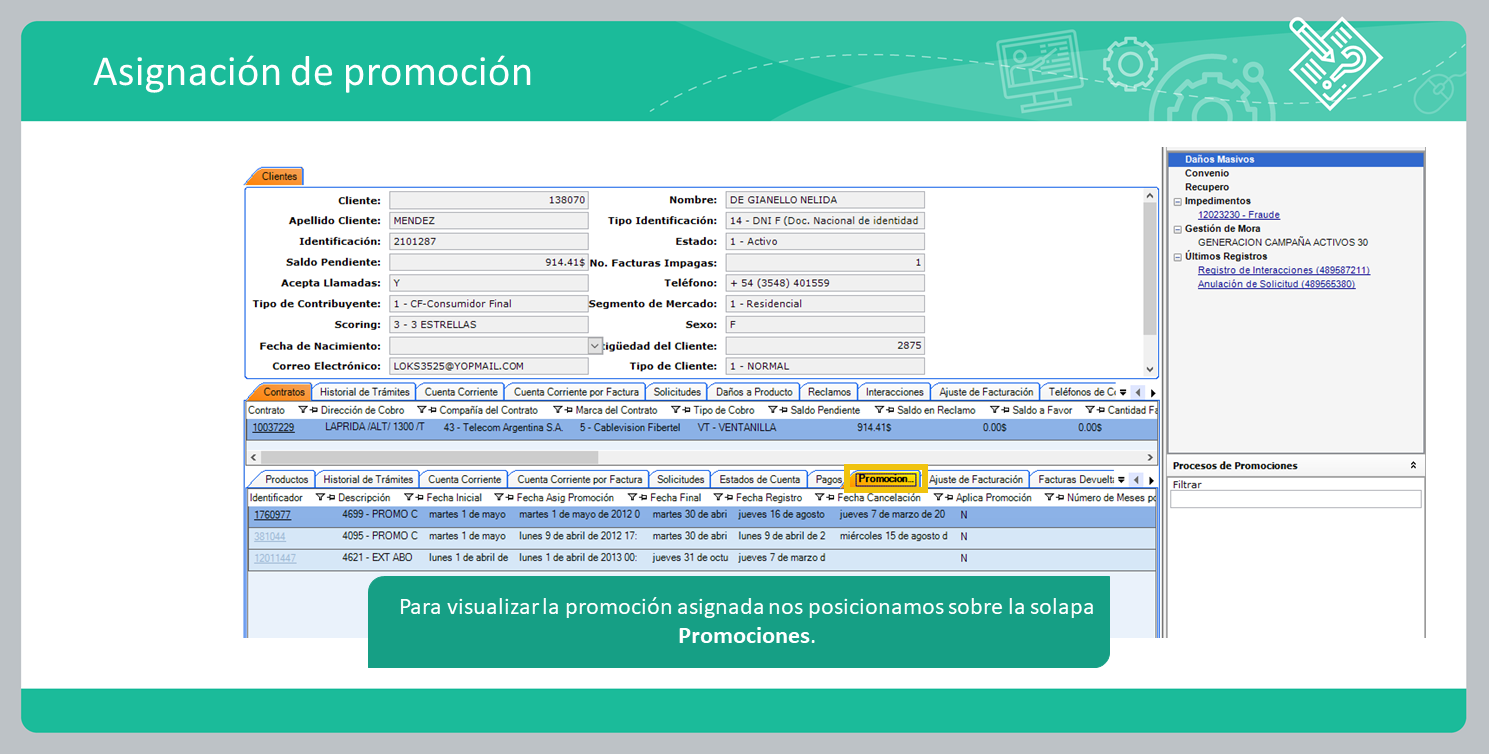 Asignación de promoción
Clientes
Cliente: 138070 Nombre: DE GIANELLO NELIDA
Apellido Cliente: MENDEZ Tipo Identificación: 14 - DNI F (Doc. Nacional de identidad
Identificación: 2101287 Estado: 1 - Activo
Saldo Pendiente: 914.41$ No. Facturas Impagas: 1
Acepta Llamadas: Y Teléfono: + 54 (3548) 401559
Tipo de Contribuyente: 1 - CF-Consumidor Final Segmento de Mercado: 1 - Residencial
Scoring: 3 - 3 ESTRELLAS Sexo: F
Fecha de Nacimiento: tigüedad del Cliente: 2875
Correo Electrónico: LOKS3525@YOPMAIL.COM Tipo de Cliente: 1 - NORMAL
Contratos Historial de Trámites Cuenta Corriente Cuenta Corriente por Factura Solicitudes Daños a Producto Reclamos Interacciones Ajuste de Facturación Teléfonos de Co
Contrato Dirección de Cobro Compañía del Contrato Marca del Contrato Tipo de Cobro Saldo Pendiente Saldo en Reclamo Saldo a Favor Cantidad Fa
10037229 LAPRIDA /ALT/ 1300 /T 43 - Telecom Argentina S.A. 5 - Cablevision Fibertel VT - VENTANILLA 914.41$ 0.00$ 0.00$
Productos Historial de Trámites Cuenta Corriente Cuenta Corriente por Factura Solicitudes Estados de Cuenta Pagos Promocion... Ajuste de Facturación Facturas Devuelt
Identificador Descripción Fecha Inicial Fecha Asig Promoción Fecha Final Fecha Registro Fecha Cancelación Aplica Promoción Número de Meses po
1760977 4699 - PROMO C martes 1 de mayo martes 1 de mayo de 2012 0 martes 30 de abri jueves 16 de agosto jueves 7 de marzo de 20 N
381044 4095 - PROMO C martes 1 de mayo lunes 9 de abril de 2012 17: martes 30 de abri lunes 9 de abril de 2 miércoles 15 de agosto d N
12011447 4621 - EXT ABO lunes 1 de abril de lunes 1 de abril de 2013 00: jueves 31 de octu jueves 7 de marzo d N
Para visualizar la promoción asignada nos posicionamos sobre la solapa
Promociones.
Daños Masivos
Convenio
Recupero
Impedimentos
12023230 - Fraude
Gestión de Mora
GENERACION CAMPAÑA ACTIVOS 30
Últimos Registros
Registro de Interacciones (489587211)
Anulación de Solicitud (489565380)
Procesos de Promociones
Filtrar